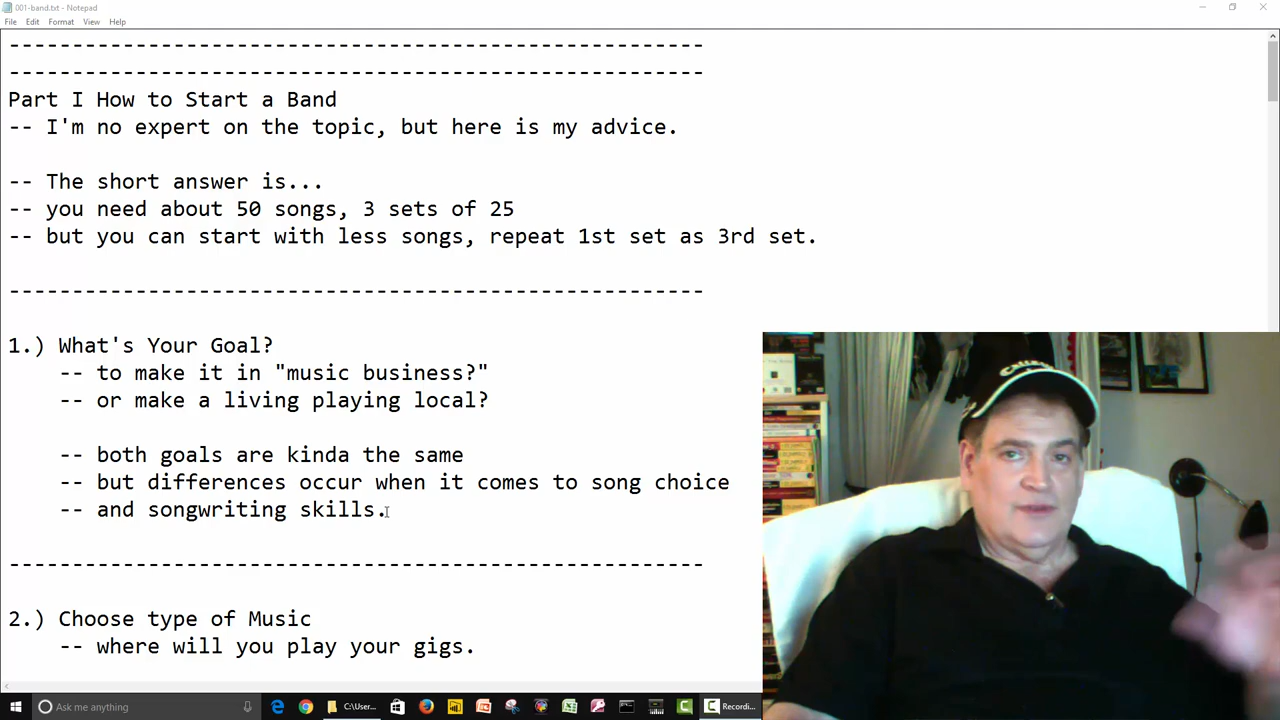 001-band.txt - Notepad
File Edit Format View Help
-------------------------------------------------------
-------------------------------------------------------
Part I How to Start a Band
-- I'm no expert on the topic, but here is my advice.
-- The short answer is...
-- you need about 50 songs, 3 sets of 25
-- but you can start with less songs, repeat 1st set as 3rd set.
-------------------------------------------------------
1.) What's Your Goal?
-- to make it in "music business?"
-- or make a living playing local?
-- both goals are kinda the same
-- but differences occur when it comes to song choice
-- and songwriting skills.
-------------------------------------------------------
2.) Choose type of Music
-- where will you play your gigs.
Ask me anything
C:\User...
Recordi...